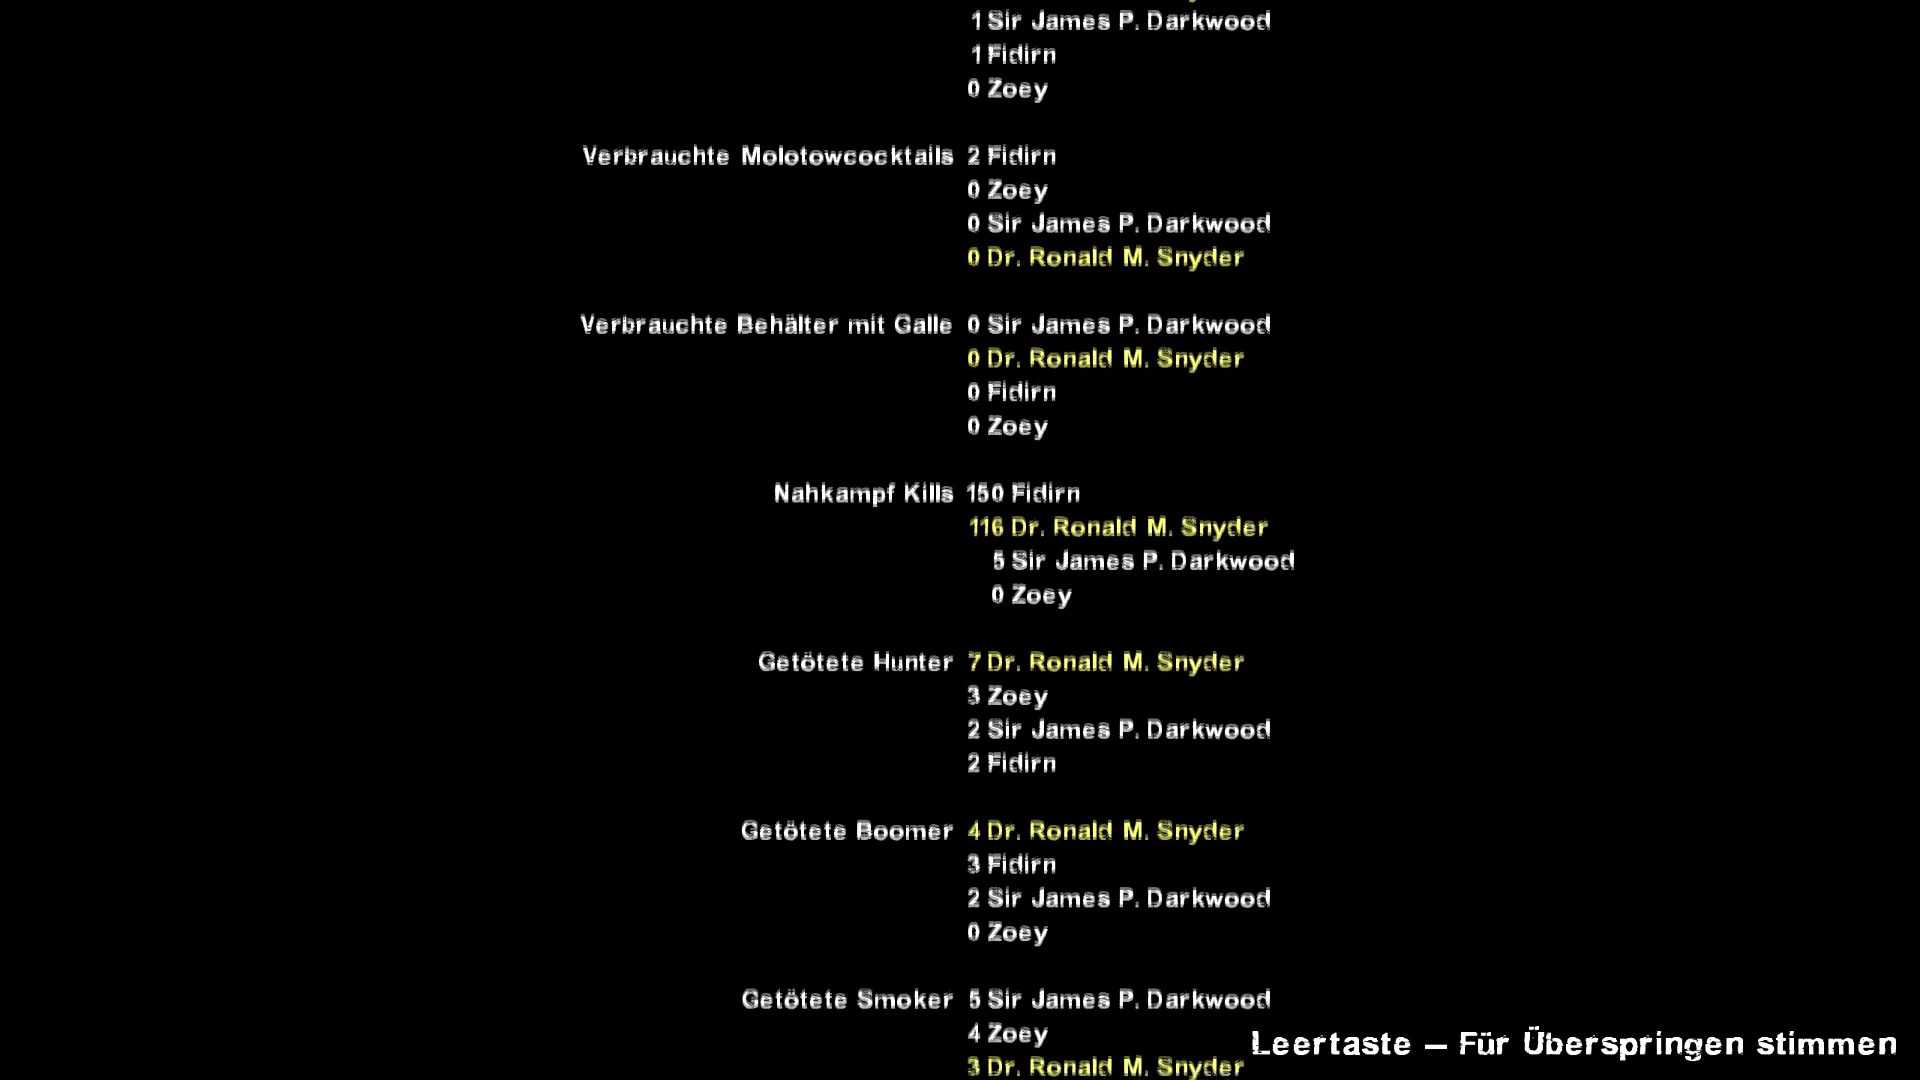 1 Sir James P. Darkwood
1 Fidirn
0 Zoey
Verbrauchte Molotowcocktails 2 Fidirn
0 Zoey
0 Sir James P. Darkwood
0 Dr. Ronald M. Snyder
Verbrauchte Behälter mit Galle 0 Sir James P. Darkwood
0 Dr. Ronald M. Snyder
0 Fidirn
0 Zoey
Nahkampf Kills 150 Fidirn
116 Dr. Ronald M. Snyder
5 Sir James P. Darkwood
0 Zoey
Getötete Hunter 7 Dr. Ronald M. Snyder
3 Zoey
2 Sir James P. Darkwood
2 Fidirn
Getötete Boomer 4 Dr. Ronald M. Snyder
3 Fidirn
2 Sir James P. Darkwood
0 Zoey
Getötete Smoker 5 Sir James P. Darkwood
4 Zoey
3 Dr. Ronald M. Snyder
Leertaste – Für Überspringen stimmen